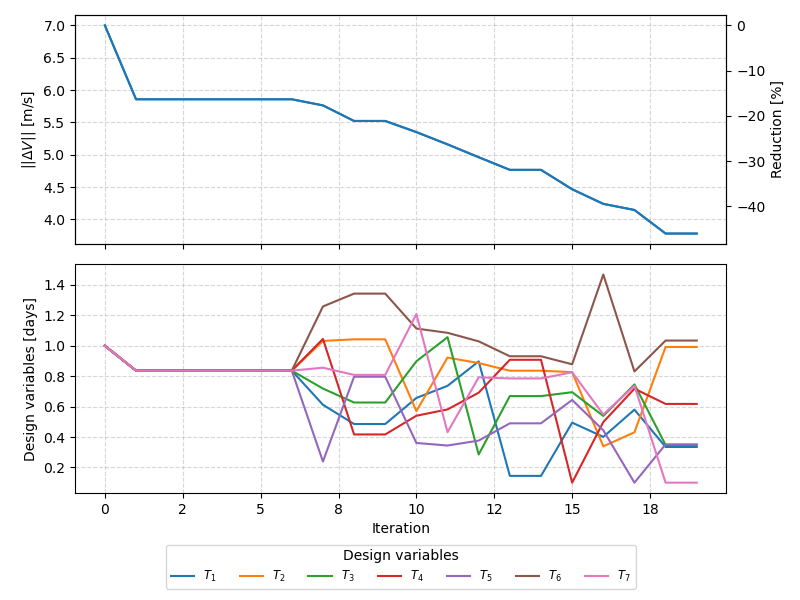 7.0
6.5
6.0
5.5
5.0
4.5
4.0
||ΔV|| [m/s]
0
−10
−20
−30
−40
Reduction [%]
1.4
1.2
1.0
0.8
0.6
0.4
0.2
Design variables [days]
0 2 5 8 10 12 15 18
Iteration
Design variables
T₁ T₂ T₃ T₄ T₅ T₆ T₇